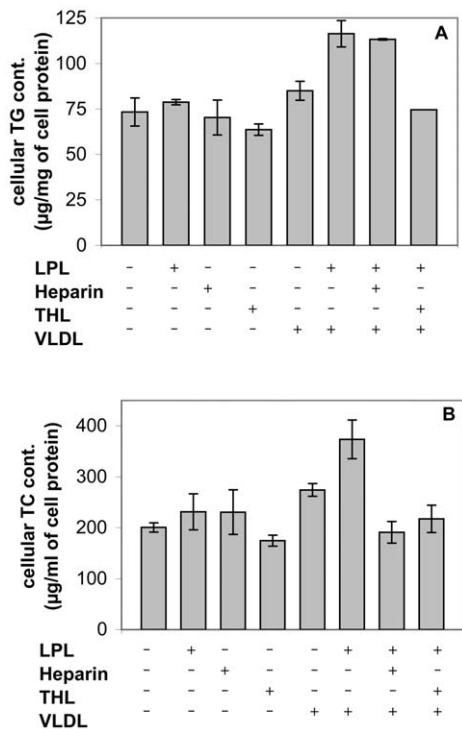 A
cellular TG cont.
(µg/mg of cell protein)
125
100
75
50
25
0
LPL - + - - - + + +
Heparin - - + - - - + -
THL - - - + - - - +
VLDL - - - - + + + +
B
cellular TC cont.
(µg/ml of cell protein)
400
300
200
100
0
LPL - + - - - + + +
Heparin - - + - - - + -
THL - - - + - - - +
VLDL - - - - + + + +